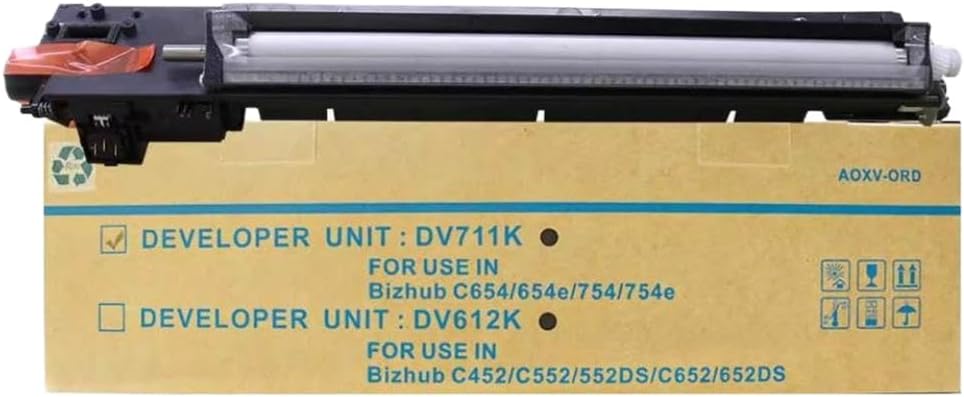 AOXV-ORD
DEVELOPER UNIT : DV711K
FOR USE IN
Bizhub C654/654e/754/754e
DEVELOPER UNIT : DV612K
FOR USE IN
Bizhub C452/C552/552DS/C652/652DS